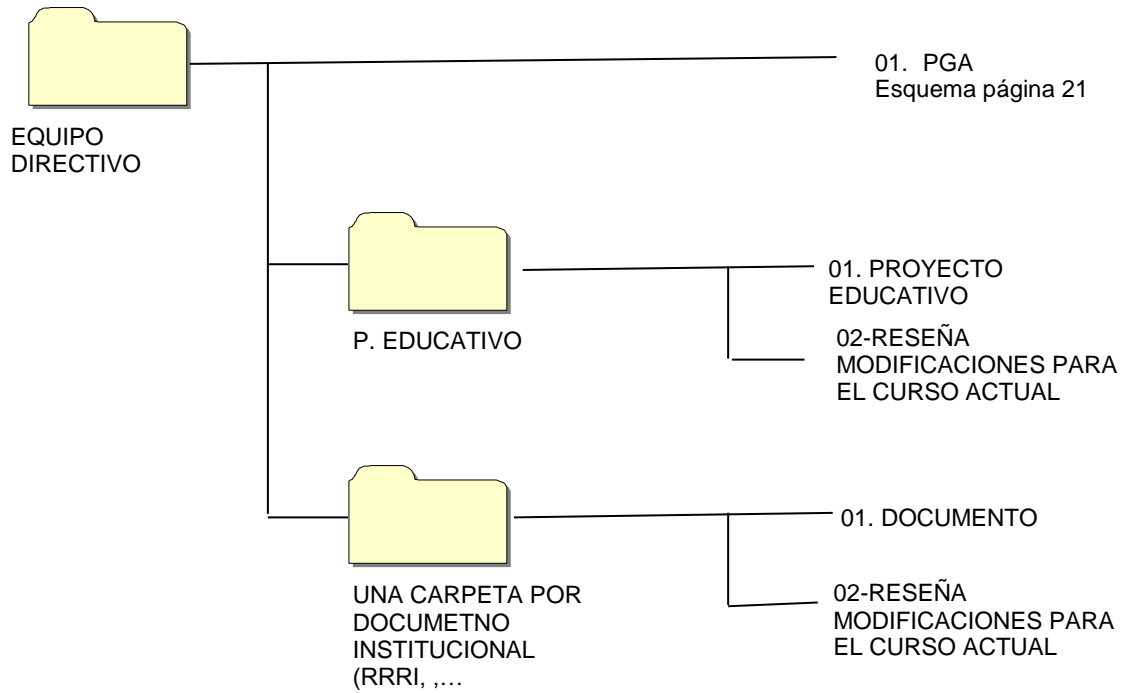 01. PGA
Esquema página 21
EQUIPO
DIRECTIVO
01. PROYECTO
EDUCATIVO
P. EDUCATIVO
02-RESEÑA
MODIFICACIONES PARA
EL CURSO ACTUAL
01. DOCUMENTO
UNA CARPETA POR
DOCUMETNO
INSTITUCIONAL
(RRRI, ,…
02-RESEÑA
MODIFICACIONES PARA
EL CURSO ACTUAL